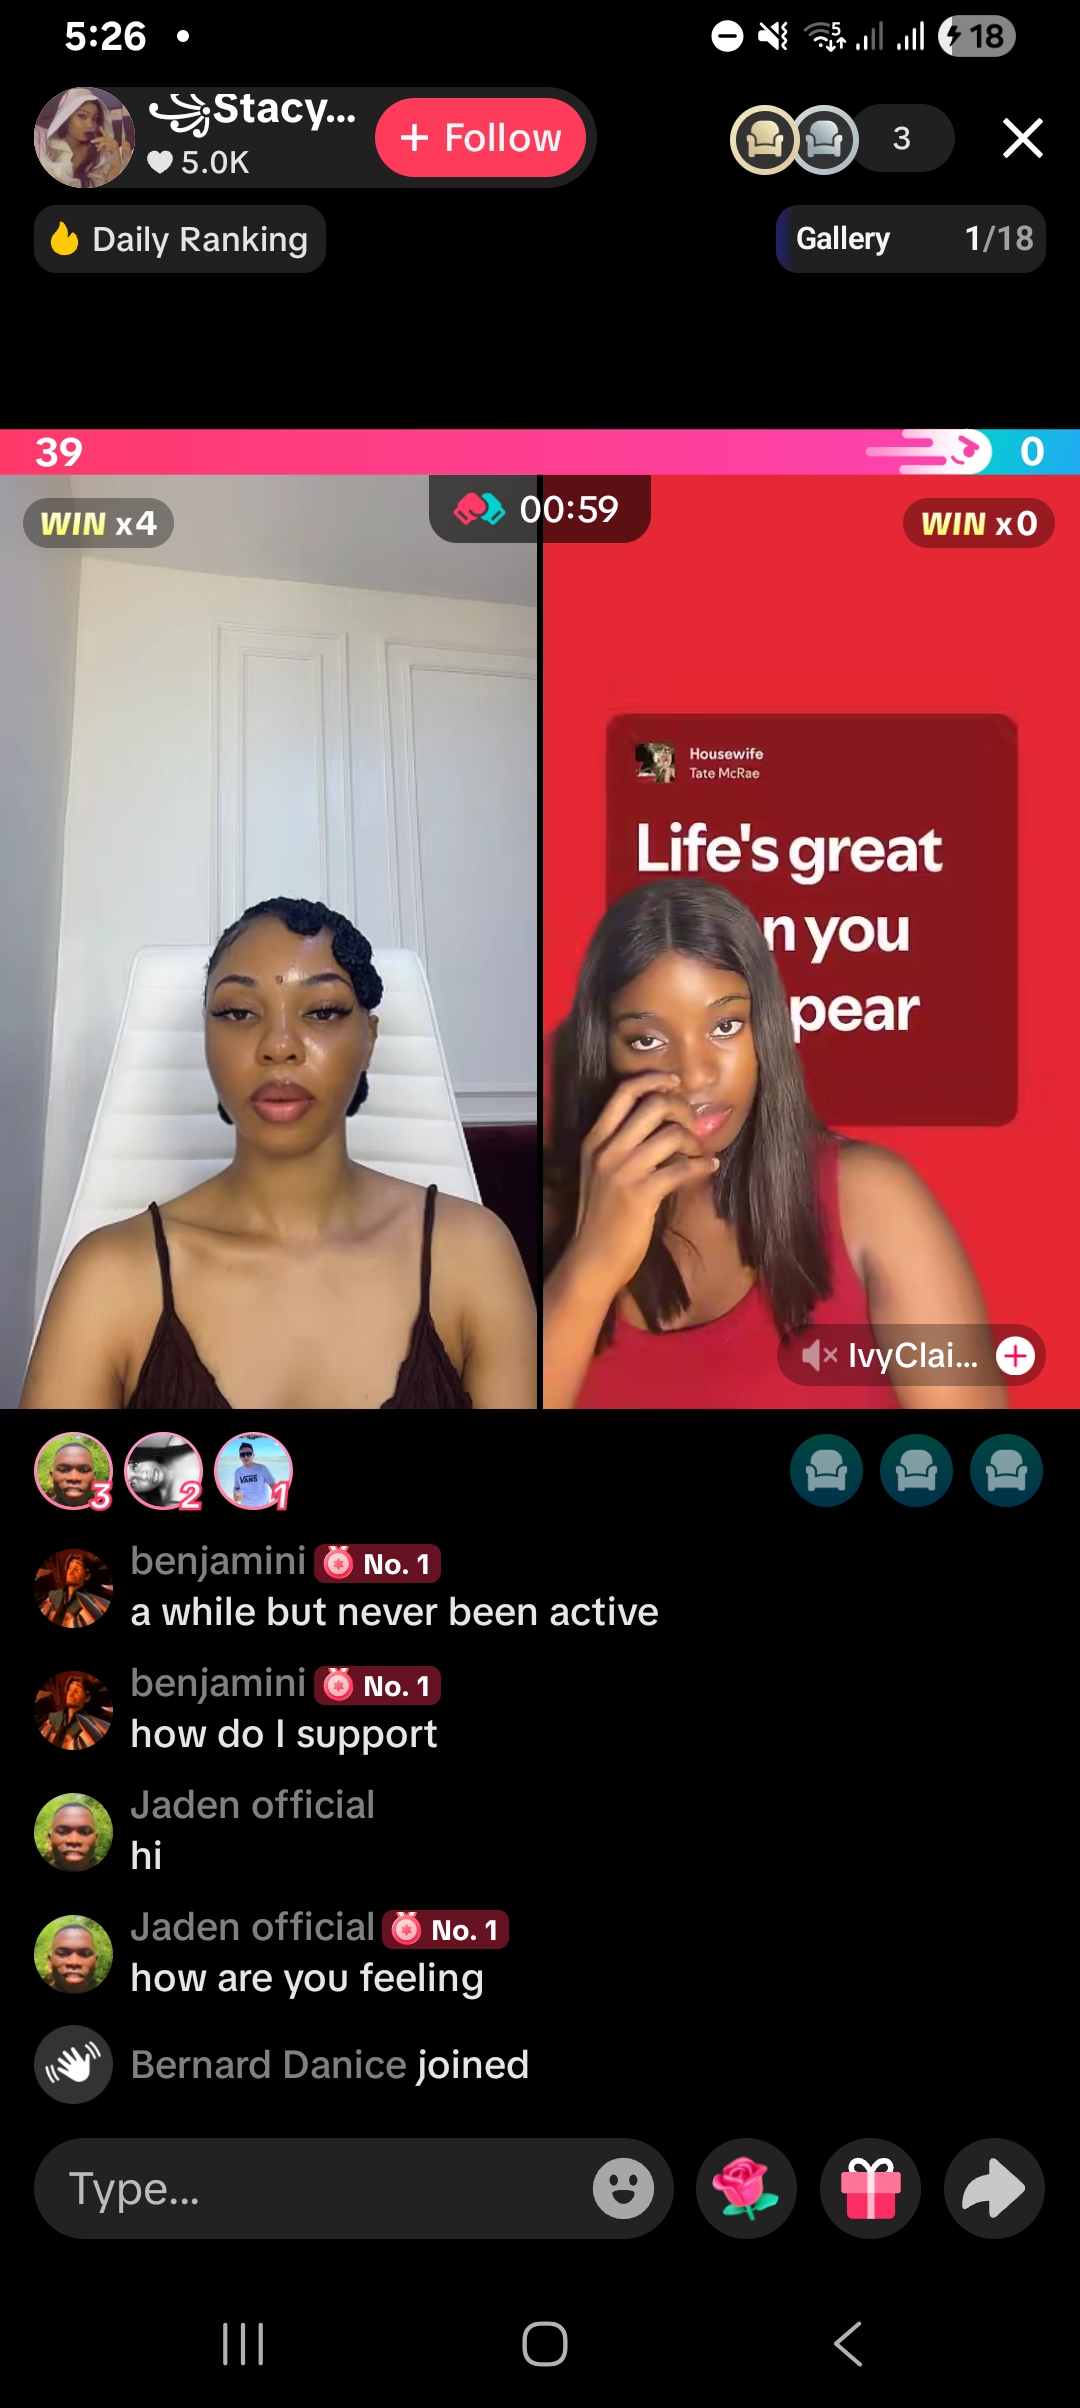 5:26
5
18
Stacy...
5.0K
+ Follow
3
Daily Ranking
Gallery 1/18
39
0
WIN x4
00:59
WIN x0
Housewife
Tate McRae
Life's great
n you
pear
IvyClai...
3
2
VANS
1
benjamini No. 1
a while but never been active
benjamini No. 1
how do I support
Jaden official
hi
Jaden official No. 1
how are you feeling
Bernard Danice joined
Type...